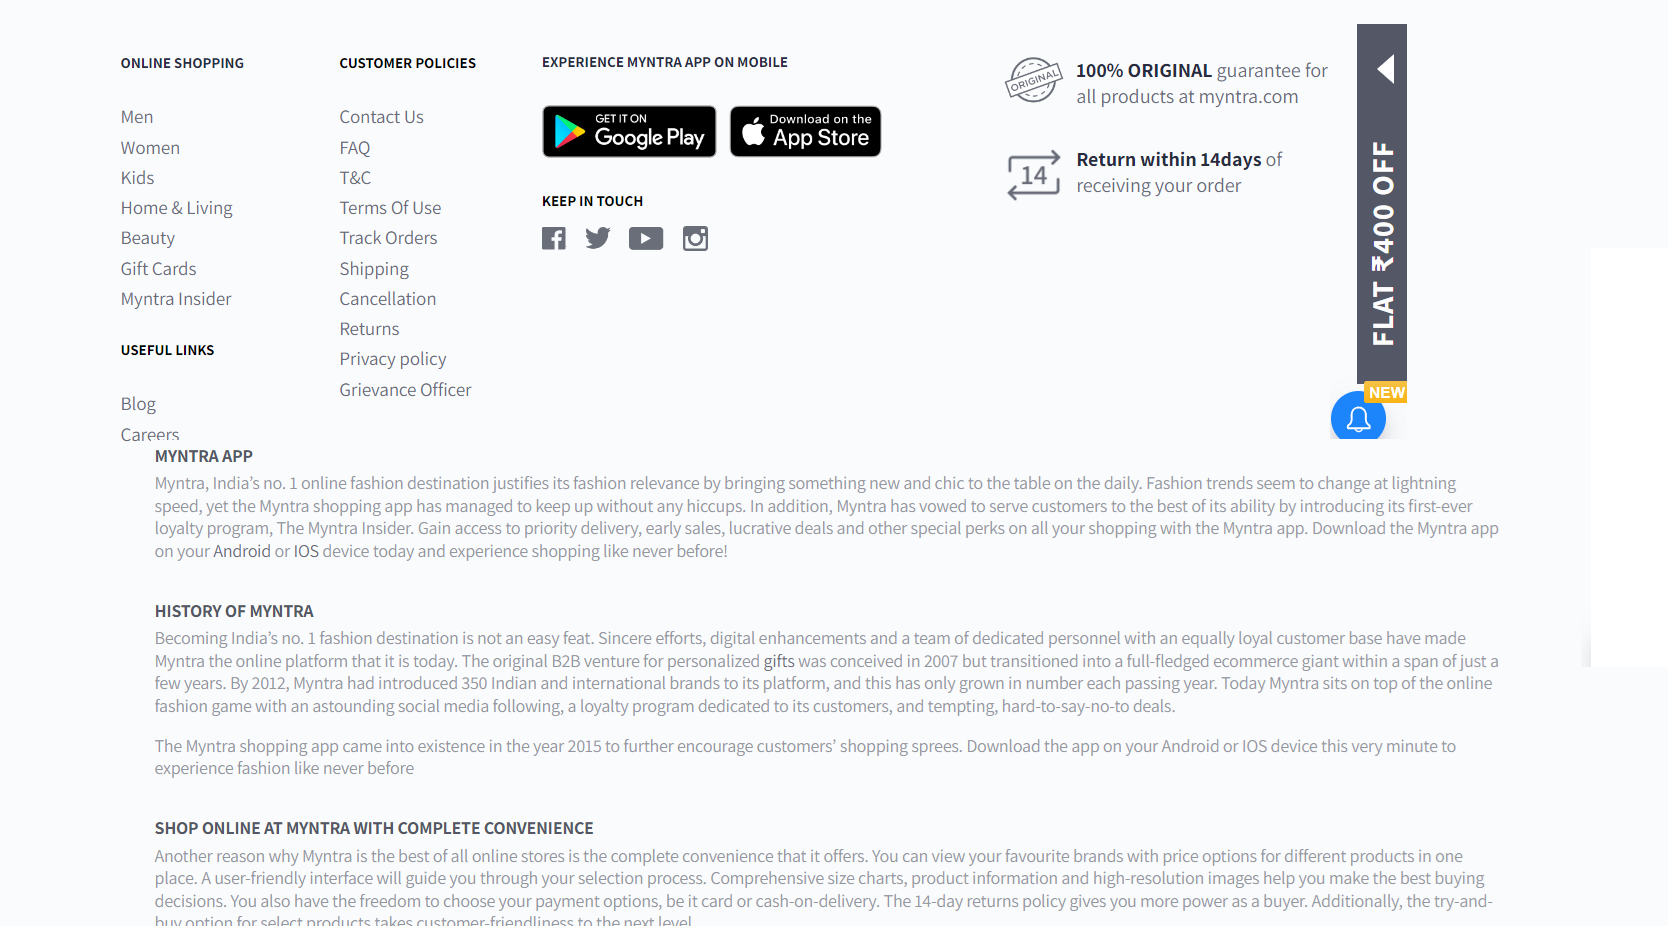 ONLINE SHOPPING
Men
Women
Kids
Home & Living
Beauty
Gift Cards
Myntra Insider
USEFUL LINKS
Blog
Careers
CUSTOMER POLICIES
Contact Us
FAQ
T&C
Terms Of Use
Track Orders
Shipping
Cancellation
Returns
Privacy policy
Grievance Officer
EXPERIENCE MYNTRA APP ON MOBILE
GET IT ON
Google Play
Download on the
App Store
KEEP IN TOUCH
ORIGINAL
100% ORIGINAL guarantee for
all products at myntra.com
14
Return within 14days of
receiving your order
FLAT ₹400 OFF
NEW
MYNTRA APP
Myntra, India’s no. 1 online fashion destination justifies its fashion relevance by bringing something new and chic to the table on the daily. Fashion trends seem to change at lightning
speed, yet the Myntra shopping app has managed to keep up without any hiccups. In addition, Myntra has vowed to serve customers to the best of its ability by introducing its first-ever
loyalty program, The Myntra Insider. Gain access to priority delivery, early sales, lucrative deals and other special perks on all your shopping with the Myntra app. Download the Myntra app
on your Android or IOS device today and experience shopping like never before!
HISTORY OF MYNTRA
Becoming India’s no. 1 fashion destination is not an easy feat. Sincere efforts, digital enhancements and a team of dedicated personnel with an equally loyal customer base have made
Myntra the online platform that it is today. The original B2B venture for personalized gifts was conceived in 2007 but transitioned into a full-fledged ecommerce giant within a span of just a
few years. By 2012, Myntra had introduced 350 Indian and international brands to its platform, and this has only grown in number each passing year. Today Myntra sits on top of the online
fashion game with an astounding social media following, a loyalty program dedicated to its customers, and tempting, hard-to-say-no-to deals.
The Myntra shopping app came into existence in the year 2015 to further encourage customers’ shopping sprees. Download the app on your Android or IOS device this very minute to
experience fashion like never before
SHOP ONLINE AT MYNTRA WITH COMPLETE CONVENIENCE
Another reason why Myntra is the best of all online stores is the complete convenience that it offers. You can view your favourite brands with price options for different products in one
place. A user-friendly interface will guide you through your selection process. Comprehensive size charts, product information and high-resolution images help you make the best buying
decisions. You also have the freedom to choose your payment options, be it card or cash-on-delivery. The 14-day returns policy gives you more power as a buyer. Additionally, the try-and-
buy option for select products takes customer-friendliness to the next level.